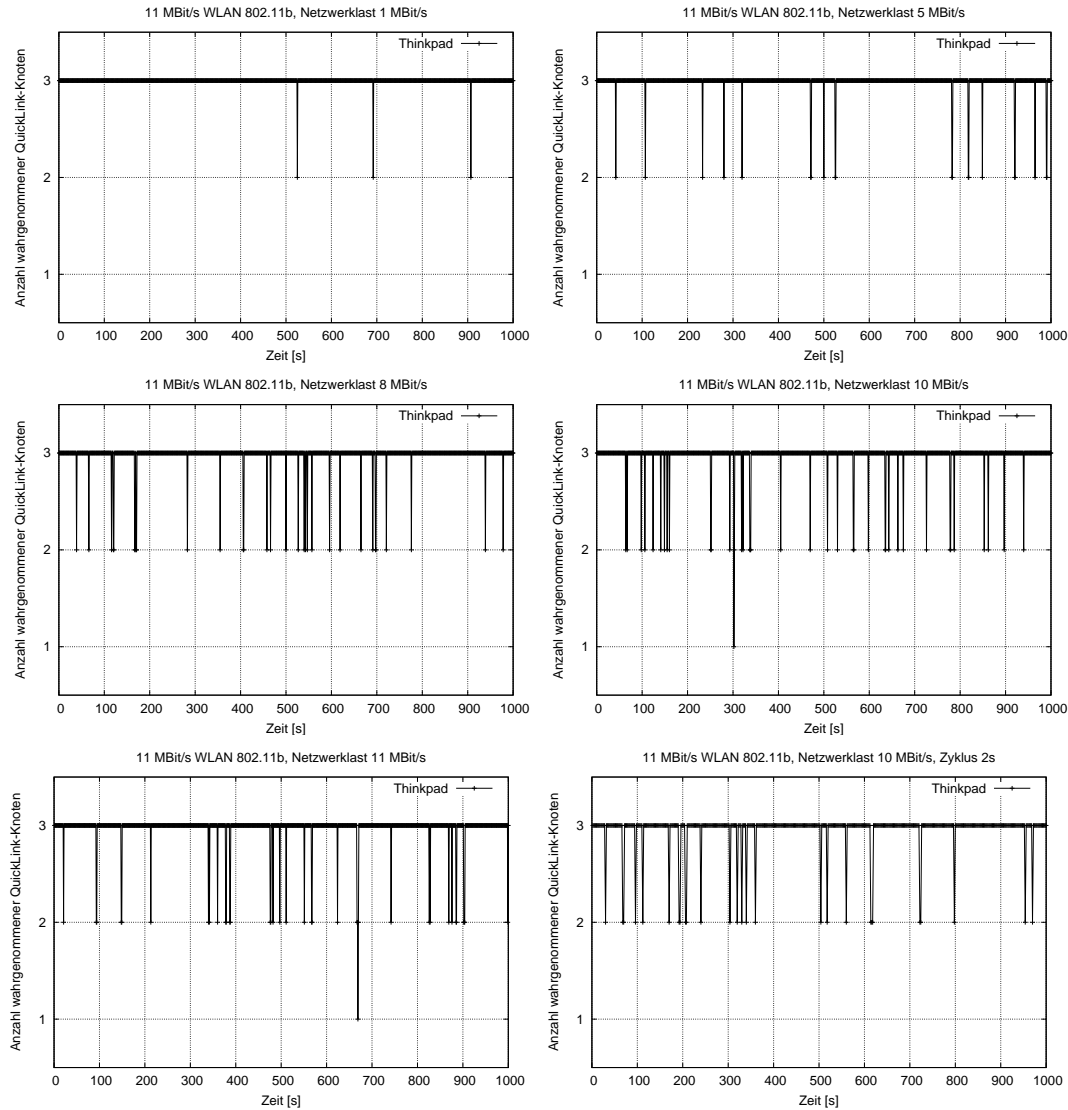 11 MBit/s WLAN 802.11b, Netzwerklast 1 MBit/s
Thinkpad
Anzahl wahrgenommener QuickLink-Knoten
3
2
1
0 100 200 300 400 500 600 700 800 900 1000
Zeit [s]
11 MBit/s WLAN 802.11b, Netzwerklast 5 MBit/s
Thinkpad
Anzahl wahrgenommener QuickLink-Knoten
3
2
1
0 100 200 300 400 500 600 700 800 900 1000
Zeit [s]
11 MBit/s WLAN 802.11b, Netzwerklast 8 MBit/s
Thinkpad
Anzahl wahrgenommener QuickLink-Knoten
3
2
1
0 100 200 300 400 500 600 700 800 900 1000
Zeit [s]
11 MBit/s WLAN 802.11b, Netzwerklast 10 MBit/s
Thinkpad
Anzahl wahrgenommener QuickLink-Knoten
3
2
1
0 100 200 300 400 500 600 700 800 900 1000
Zeit [s]
11 MBit/s WLAN 802.11b, Netzwerklast 11 MBit/s
Thinkpad
Anzahl wahrgenommener QuickLink-Knoten
3
2
1
0 100 200 300 400 500 600 700 800 900 1000
Zeit [s]
11 MBit/s WLAN 802.11b, Netzwerklast 10 MBit/s, Zyklus 2s
Thinkpad
Anzahl wahrgenommener QuickLink-Knoten
3
2
1
0 100 200 300 400 500 600 700 800 900 1000
Zeit [s]